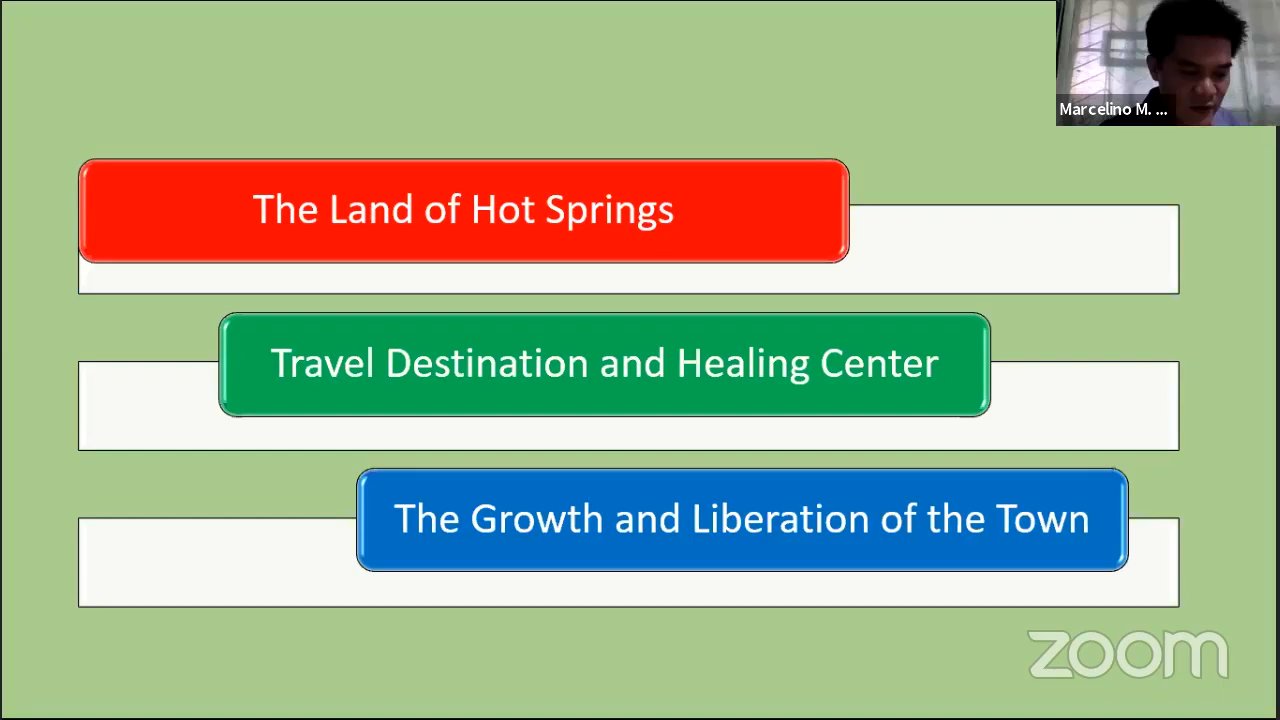 Marcelino M. ...
The Land of Hot Springs
Travel Destination and Healing Center
The Growth and Liberation of the Town
zoom